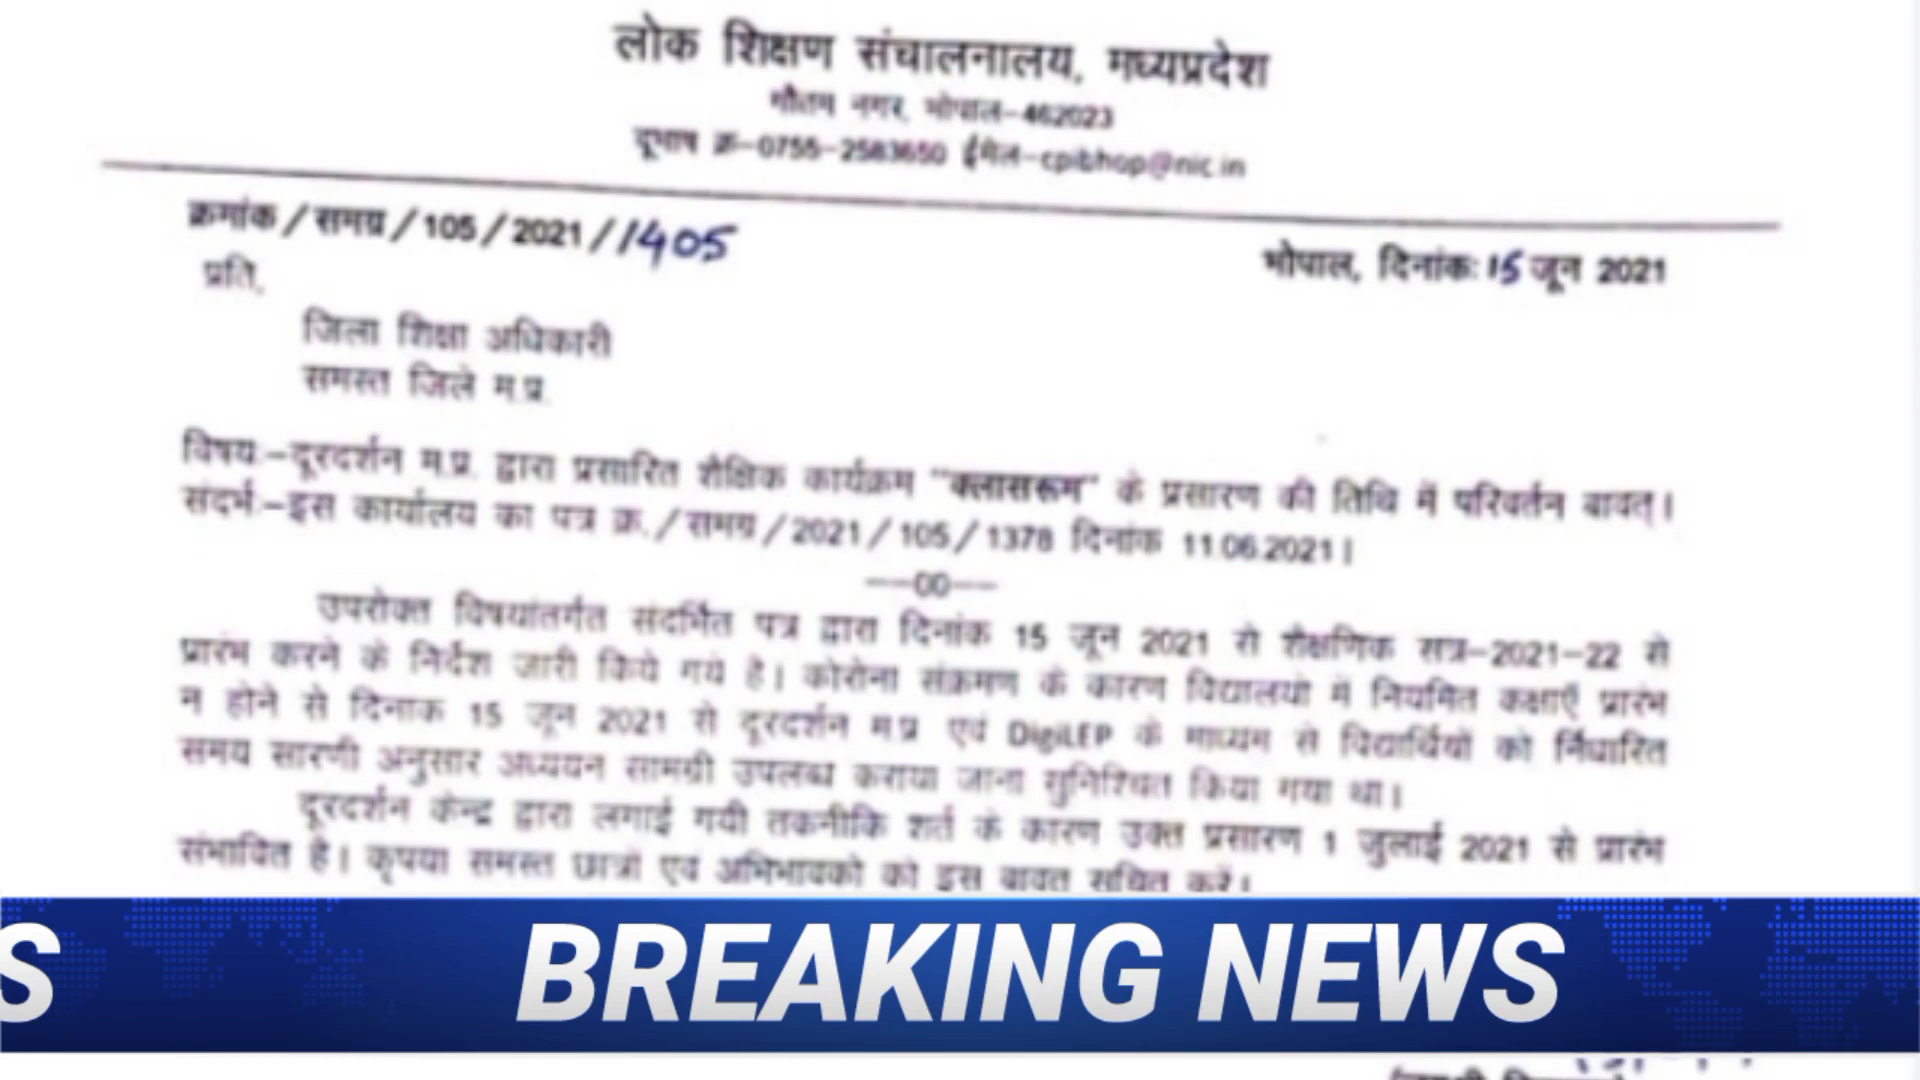 लोक शिक्षण संचालनालय, मध्यप्रदेश
गौतम नगर, भोपाल-462023
दूरभाष क्र-0755-2583650 ईमेल-cpibhop@nic.in
क्रमांक/समग्र/105/2021/1405
भोपाल, दिनांकः 15 जून 2021
प्रति,
जिला शिक्षा अधिकारी
समस्त जिले म.प्र.
विषयः-दूरदर्शन म.प्र. द्वारा प्रसारित शैक्षिक कार्यक्रम "क्लासरूम" के प्रसारण की तिथि में परिवर्तन बावत्।
संदर्भः-इस कार्यालय का पत्र क्र./समग्र/2021/105/1378 दिनांक 11.06.2021।
---00---
उपरोक्त विषयांतर्गत संदर्भित पत्र द्वारा दिनांक 15 जून 2021 से शैक्षणिक सत्र-2021-22 से
प्रारंभ करने के निर्देश जारी किये गये है। कोरोना संक्रमण के कारण विद्यालयो में नियमित कक्षाएँ प्रारंभ
न होने से दिनाक 15 जून 2021 से दूरदर्शन म.प्र एवं DigiLEP के माध्यम से विद्यार्थियों को र्निधारित
समय सारणी अनुसार अध्ययन सामग्री उपलब्ध कराया जाना सुनिश्चित किया गया था।
दूरदर्शन केन्द्र द्वारा लगाई गयी तकनीकि शर्त के कारण उक्त प्रसारण 1 जुलाई 2021 से प्रारंभ
संभावित है। कृपया समस्त छात्रों एवं अभिभावको को इस बावत सूचित करें।
S BREAKING NEWS